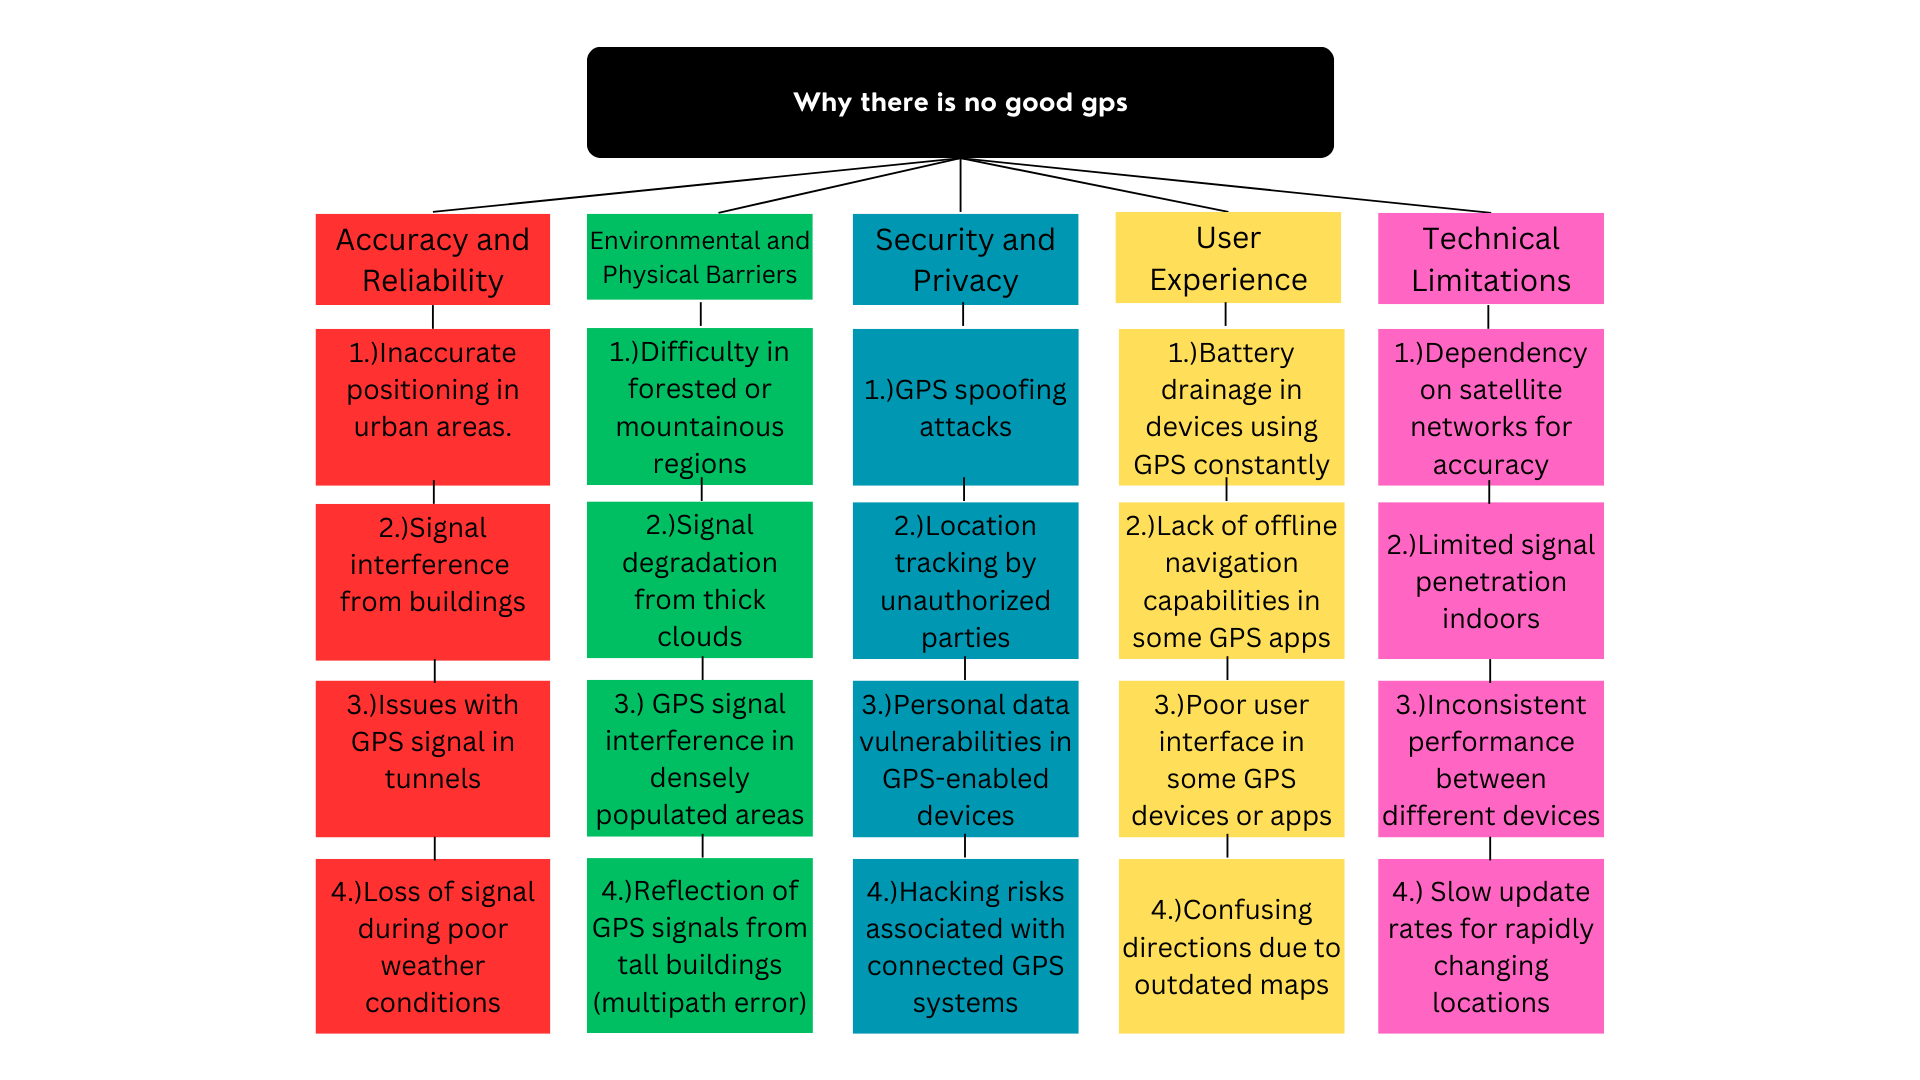 Why there is no good gps
Accuracy and
Reliability
1.)Inaccurate
positioning in
urban areas.
2.)Signal
interference
from buildings
3.)Issues with
GPS signal in
tunnels
4.)Loss of signal
during poor
weather
conditions
Environmental and
Physical Barriers
1.)Difficulty in
forested or
mountainous
regions
2.)Signal
degradation
from thick
clouds
3.) GPS signal
interference in
densely
populated areas
4.)Reflection of
GPS signals from
tall buildings
(multipath error)
Security and
Privacy
1.)GPS spoofing
attacks
2.)Location
tracking by
unauthorized
parties
3.)Personal data
vulnerabilities in
GPS-enabled
devices
4.)Hacking risks
associated with
connected GPS
systems
User
Experience
1.)Battery
drainage in
devices using
GPS constantly
2.)Lack of offline
navigation
capabilities in
some GPS apps
3.)Poor user
interface in
some GPS
devices or apps
4.)Confusing
directions due to
outdated maps
Technical
Limitations
1.)Dependency
on satellite
networks for
accuracy
2.)Limited signal
penetration
indoors
3.)Inconsistent
performance
between
different devices
4.) Slow update
rates for rapidly
changing
locations